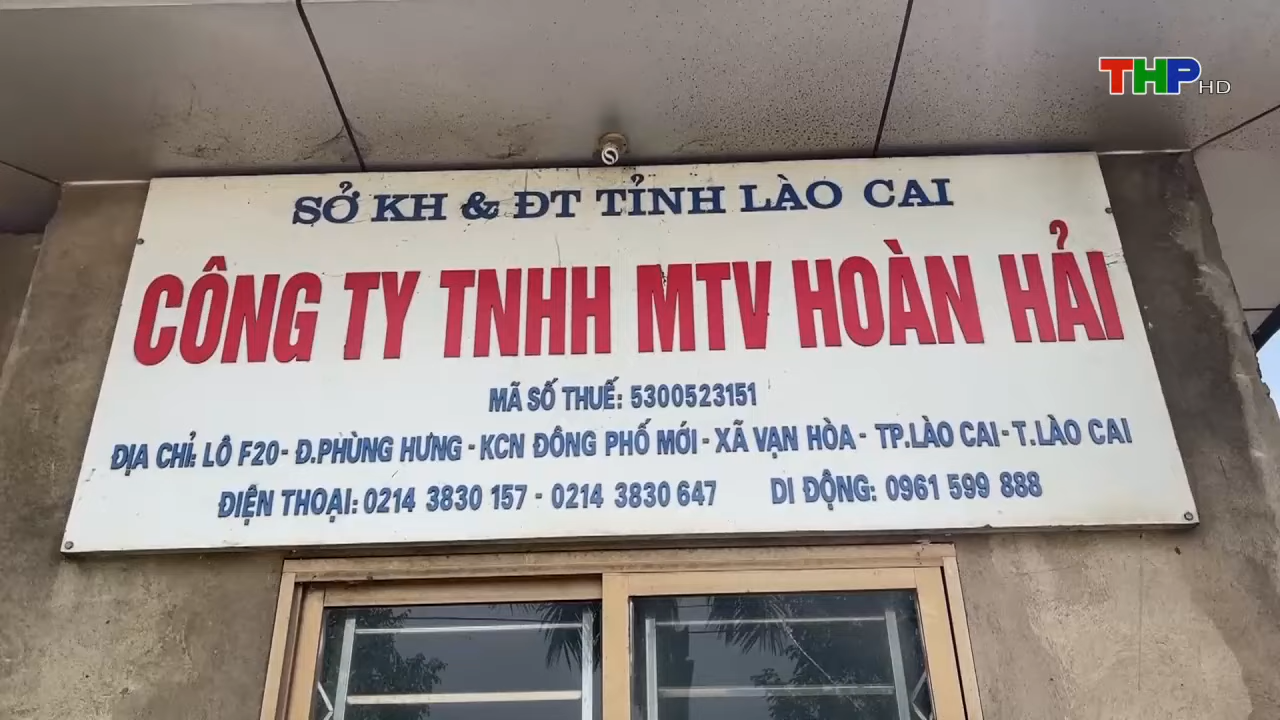 THP HD
SỞ KH & ĐT TỈNH LÀO CAI
CÔNG TY TNHH MTV HOÀN HẢI
MÃ SỐ THUẾ: 5300523151
ĐỊA CHỈ: LÔ F20 - Đ.PHÙNG HƯNG - KCN ĐÔNG PHỐ MỚI - XÃ VẠN HÒA - TP.LÀO CAI - T.LÀO CAI
ĐIỆN THOẠI: 0214 3830 157 - 0214 3830 647 DI ĐỘNG: 0961 599 888